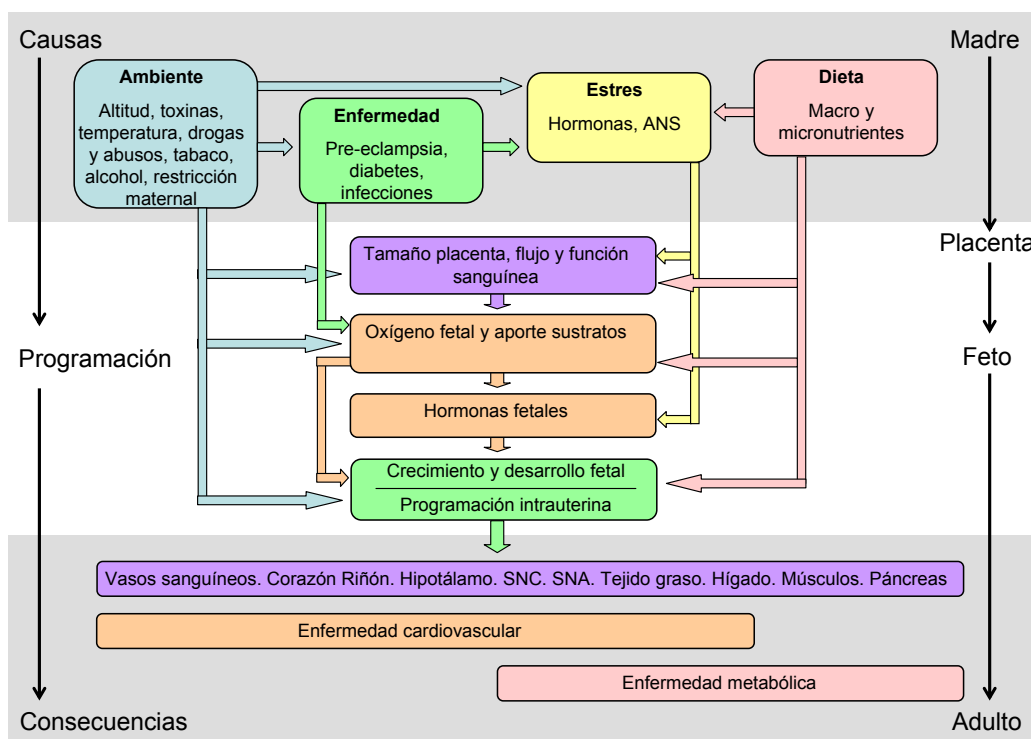 Causas
Madre
Ambiente
Altitud, toxinas,
temperatura, drogas
y abusos, tabaco,
alcohol, restricción
maternal
Enfermedad
Pre-eclampsia,
diabetes,
infecciones
Estres
Hormonas, ANS
Dieta
Macro y
micronutrientes
Placenta
Tamaño placenta, flujo y función
sanguínea
Oxígeno fetal y aporte sustratos
Programación
Feto
Hormonas fetales
Crecimiento y desarrollo fetal
Programación intrauterina
Vasos sanguíneos. Corazón Riñón. Hipotálamo. SNC. SNA. Tejido graso. Hígado. Músculos. Páncreas
Enfermedad cardiovascular
Enfermedad metabólica
Consecuencias
Adulto